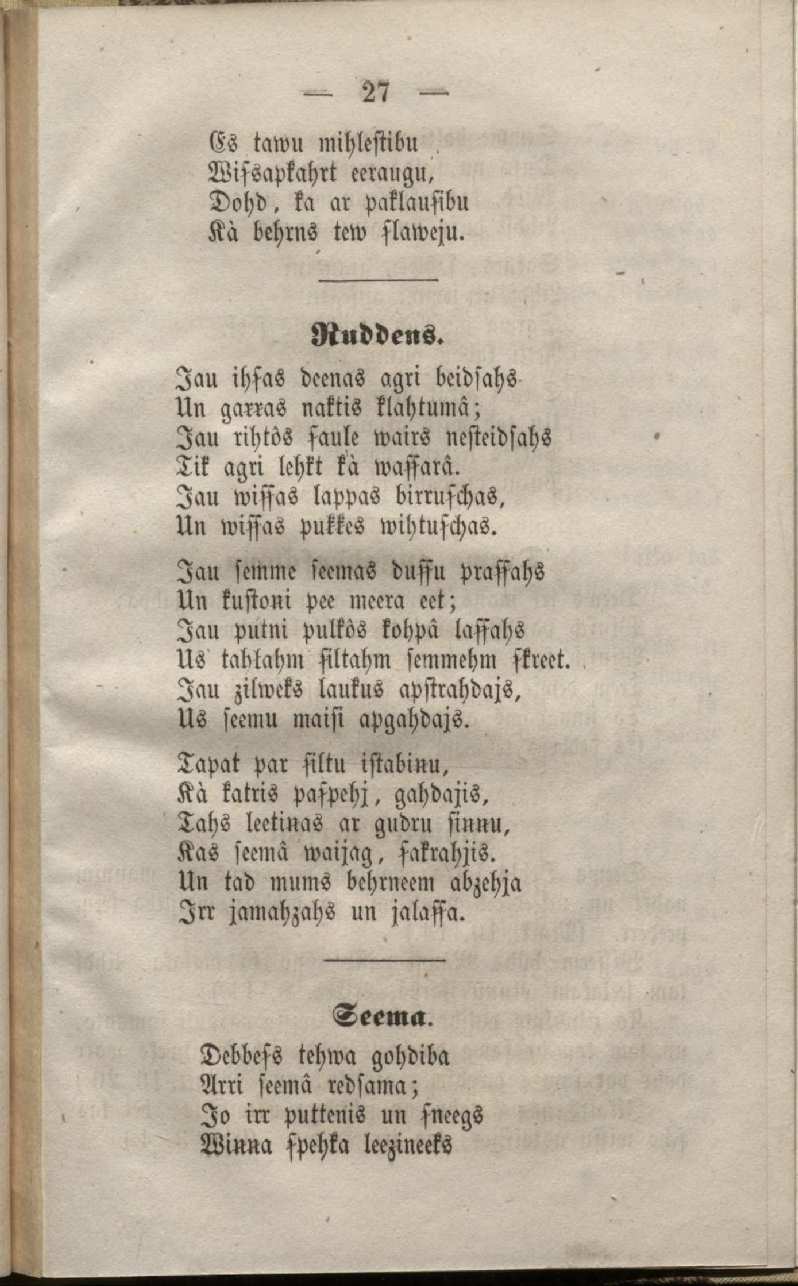 — 27 —
Es tawu mihlestibu
Wissapkahrt eeraugu,
Dohd, ka ar paklausibu
Kà behrns tew slaweju.
Ruddens.
Jau ihsas deenas agri beidsahs
Un garras naktis klahtumâ;
Jau rihtôs saule wairs nesteidsahs
Tik agri lehkt kà wassarâ.
Jau wissas lappas birruschas,
Un wissas pukkes wihtuschas.
Jau semme seemas dussu prassahs
Un kustoni pee meera eet;
Jau putni pulkôs kohpâ lassahs
Us tahlahm siltahm semmehm skreet.
Jau zilweks laukus apstrahdajs,
Us seemu maisi apgahdajs.
Tapat par siltu istabinu,
Kà katris paspehj, gahdajis,
Tahs leetinas ar gudru sinnu,
Kas seemâ waijag, sakrahjis.
Un tad mums behrneem abzehja
Irr jamahzahs un jalassa.
Seema.
Debbess tehwa gohdiba
Arri seemâ redsama;
Jo irr puttenis un sneegs
Winna spehka leezineeks